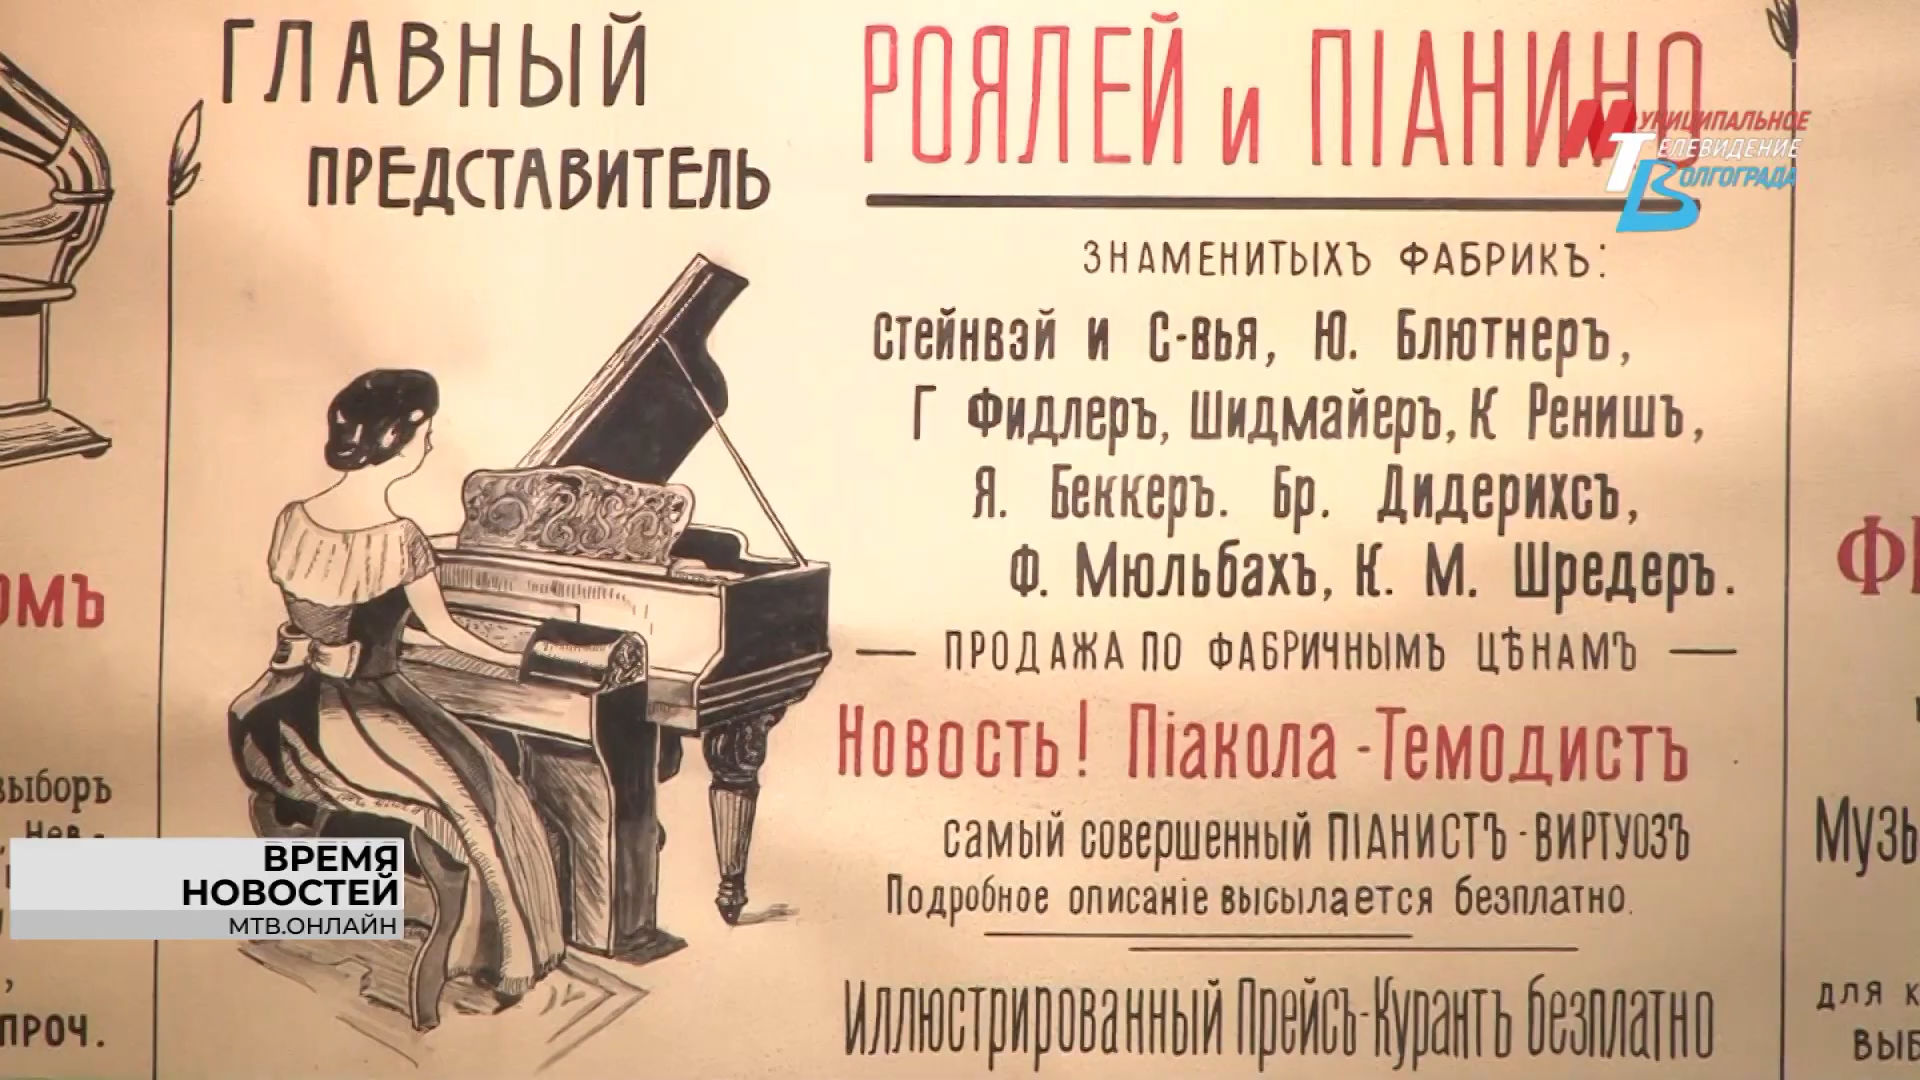 ГЛАВНЫЙ
ПРЕДСТАВИТЕЛЬ
РОЯЛЕЙ и ПІАНИНО
ЗНАМЕНИТЫХЪ ФАБРИКЪ:
Стейнвэй и С-вья, Ю. Блютнеръ,
Г Фидлеръ, Шидмайеръ, К Ренишъ,
Я. Беккеръ. Бр. Дидерихсъ,
Ф. Мюльбахъ, К. М. Шредеръ.
— ПРОДАЖА ПО ФАБРИЧНЫМЪ ЦѢНАМЪ —
Новость! Піакола - Темодистъ
самый совершенный ПІАНИСТЪ - ВИРТУОЗЪ
Подробное описаніе высылается безплатно.
Иллюстрированный Прейсъ-Курантъ безплатно
МУНИЦИПАЛЬНОЕ
ТЕЛЕВИДЕНИЕ
ВОЛГОГРАДА
ОМЪ
выборъ
Нев.-
ПРОЧ.
Музы
для к
выб
ВРЕМЯ
НОВОСТЕЙ
МТВ.ОНЛАЙН